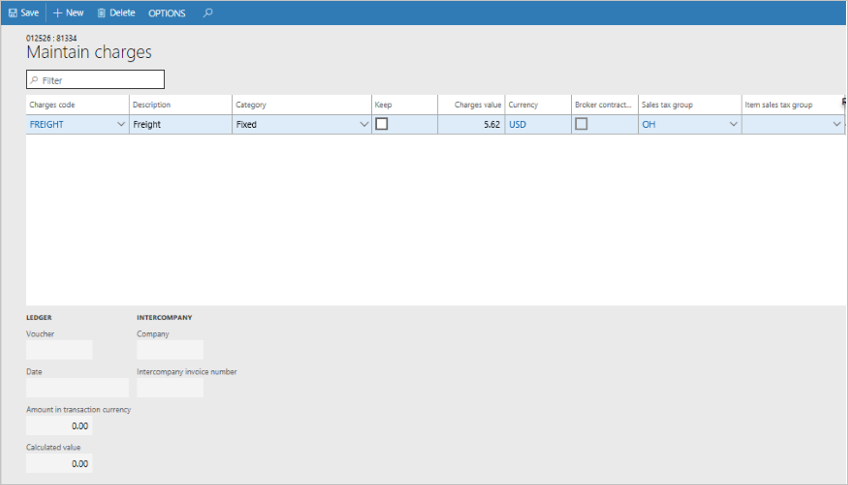 Save New Delete OPTIONS
012526 : 81334
Maintain charges
Filter
Charges code Description Category Keep Charges value Currency Broker contract... Sales tax group Item sales tax group
FREIGHT Freight Fixed 5.62 USD OH
LEDGER INTERCOMPANY
Voucher Company
Date Intercompany invoice number
Amount in transaction currency
0.00
Calculated value
0.00